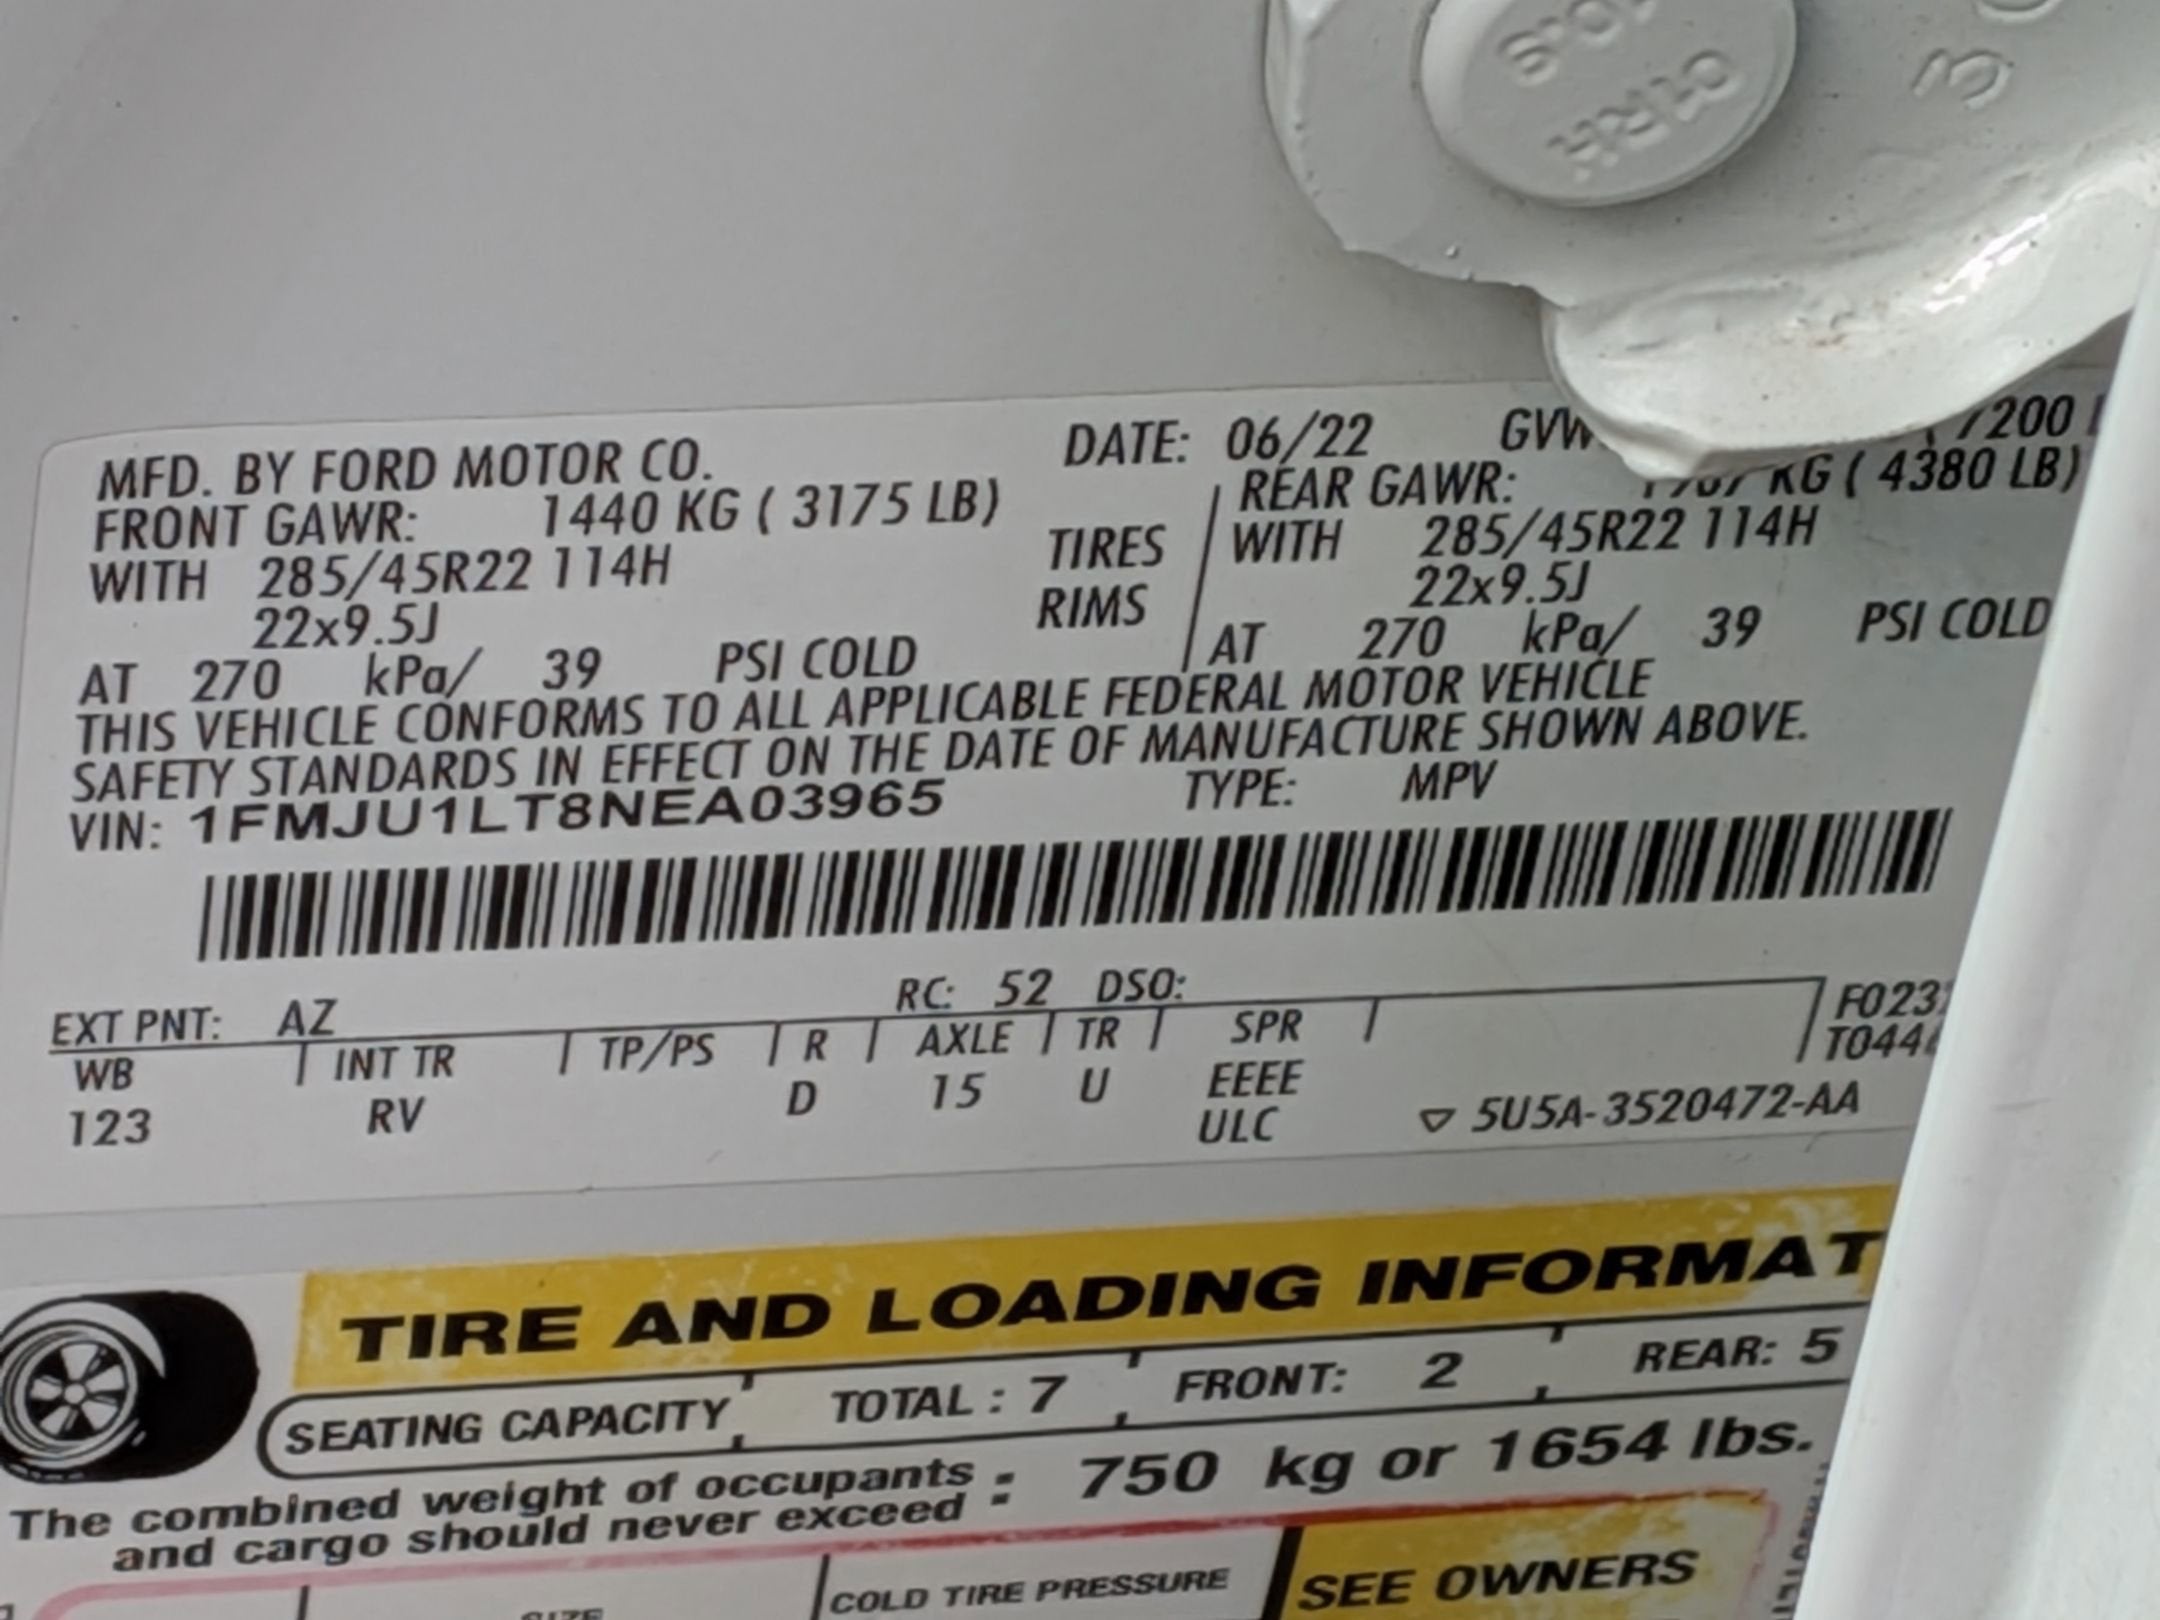 MFD. BY FORD MOTOR CO. DATE: 06/22 7200
FRONT GAWR: 1440 KG ( 3175 LB) REAR GAWR: KG ( 4380 LB)
WITH 285/45R22 114H TIRES WITH 285/45R22 114H
22x9.5J RIMS 22x9.5J
AT 270 kPa/ 39 PSI COLD AT 270 kPa/ 39 PSI COLD
THIS VEHICLE CONFORMS TO ALL APPLICABLE FEDERAL MOTOR VEHICLE
SAFETY STANDARDS IN EFFECT ON THE DATE OF MANUFACTURE SHOWN ABOVE.
VIN: 1FMJU1LT8NEA03965 TYPE: MPV
EXT PNT: AZ RC: 52 DSO:
WB INT TR TP/PS R AXLE TR SPR
123 RV D 15 U EEEE
ULC ▽ 5U5A-3520472-AA
TIRE AND LOADING INFORMAT
SEATING CAPACITY TOTAL : 7 FRONT: 2 REAR: 5
The combined weight of occupants
and cargo should never exceed : 750 kg or 1654 lbs.
COLD TIRE PRESSURE SEE OWNERS